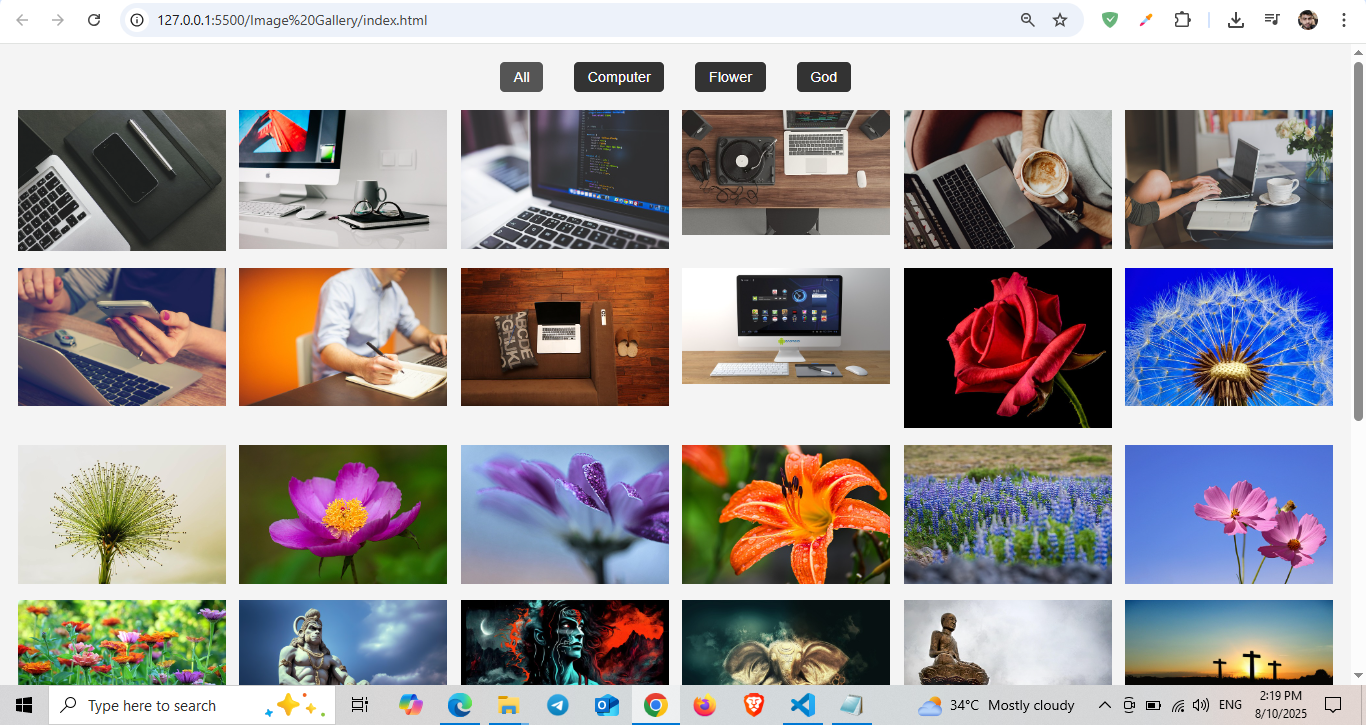 127.0.0.1:5500/Image%20Gallery/index.html
All Computer Flower God
ABCDE
FGHIJK
Type here to search
34°C Mostly cloudy
ENG
2:19 PM
8/10/2025